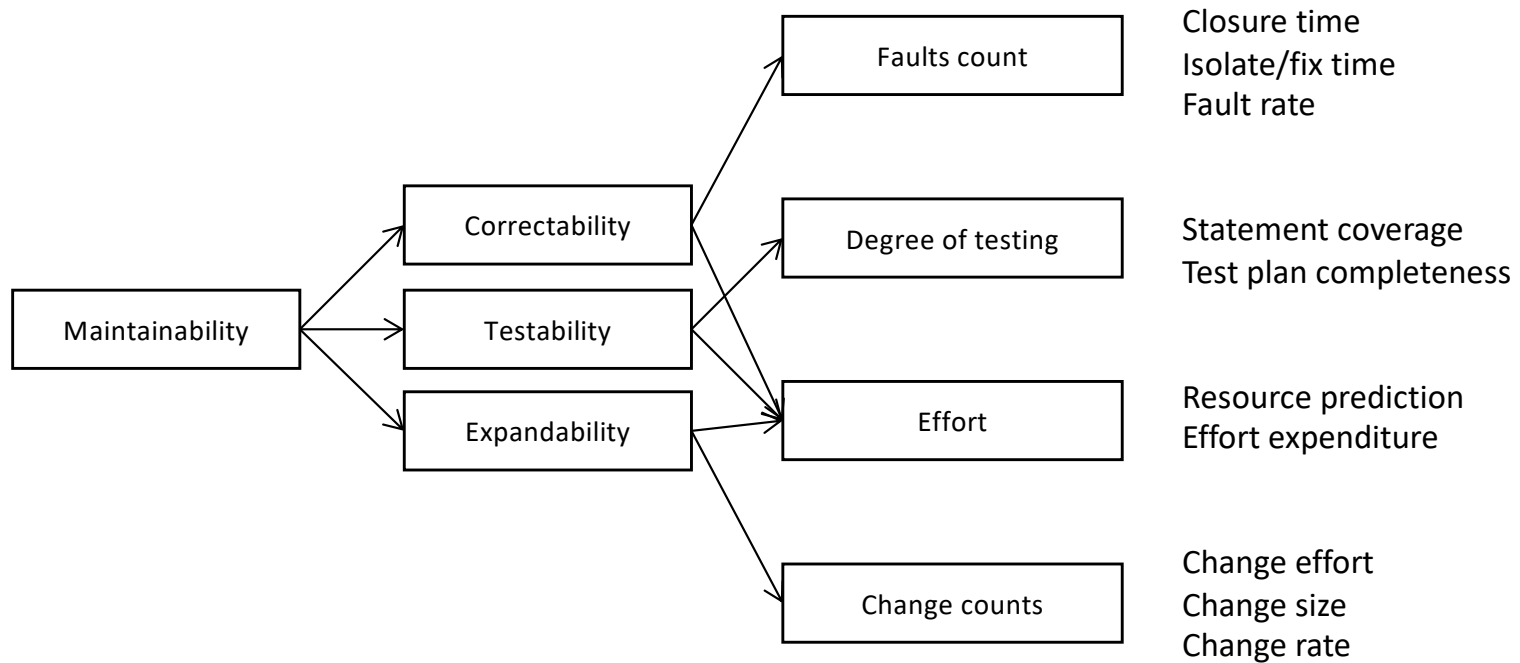 Maintainability
Correctability
Testability
Expandability
Faults count
Closure time
Isolate/fix time
Fault rate
Degree of testing
Statement coverage
Test plan completeness
Effort
Resource prediction
Effort expenditure
Change counts
Change effort
Change size
Change rate